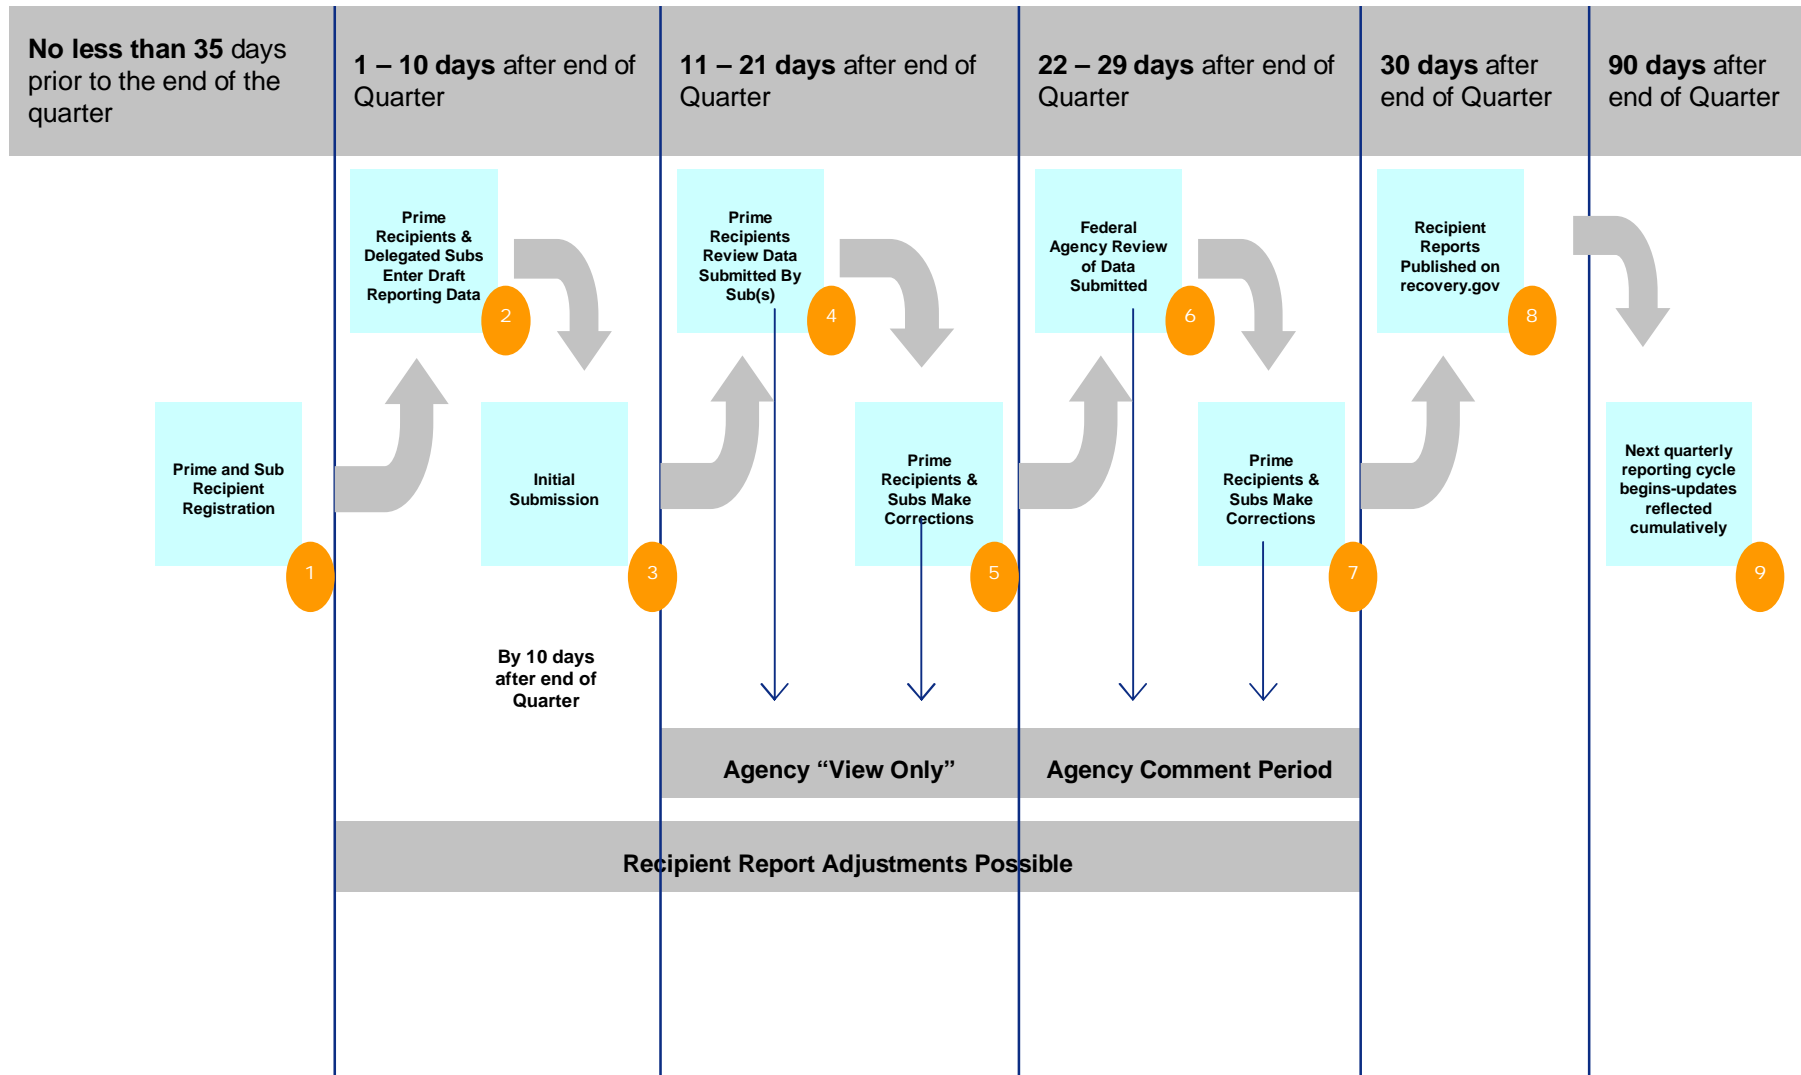 No less than 35 days
prior to the end of the
quarter
1 – 10 days after end of
Quarter
11 – 21 days after end of
Quarter
22 – 29 days after end of
Quarter
30 days after
end of Quarter
90 days after
end of Quarter
Prime and Sub
Recipient
Registration
1
Prime
Recipients &
Delegated Subs
Enter Draft
Reporting Data
2
Initial
Submission
3
By 10 days
after end of
Quarter
Prime
Recipients
Review Data
Submitted By
Sub(s)
4
Prime
Recipients &
Subs Make
Corrections
5
Federal
Agency Review
of Data
Submitted
6
Prime
Recipients &
Subs Make
Corrections
7
Recipient
Reports
Published on
recovery.gov
8
Next quarterly
reporting cycle
begins-updates
reflected
cumulatively
9
Agency “View Only”
Agency Comment Period
Recipient Report Adjustments Possible